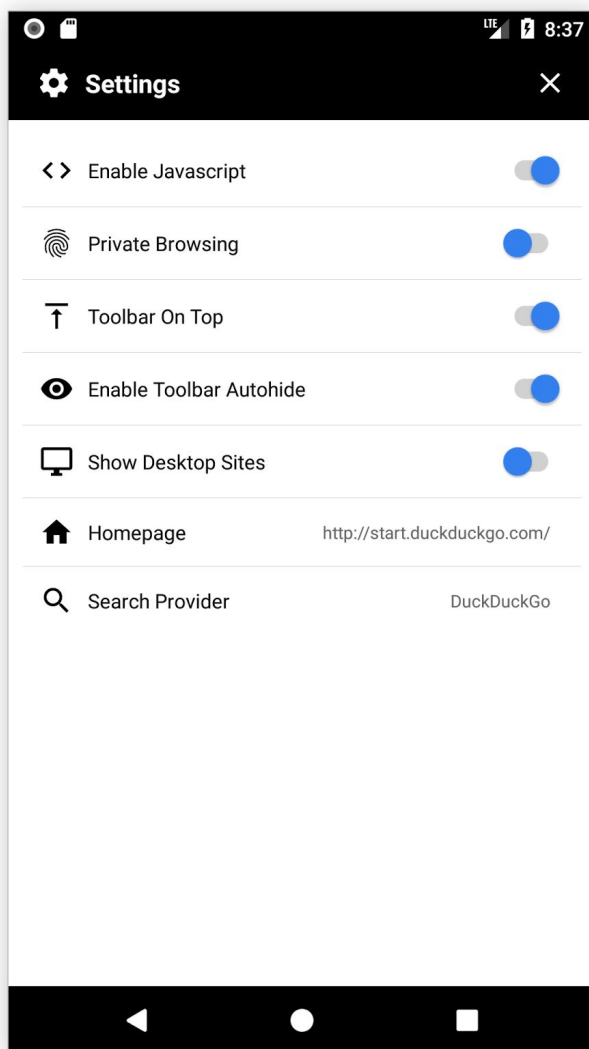 LTE 8:37
Settings
Enable Javascript
Private Browsing
Toolbar On Top
Enable Toolbar Autohide
Show Desktop Sites
Homepage http://start.duckduckgo.com/
Search Provider DuckDuckGo